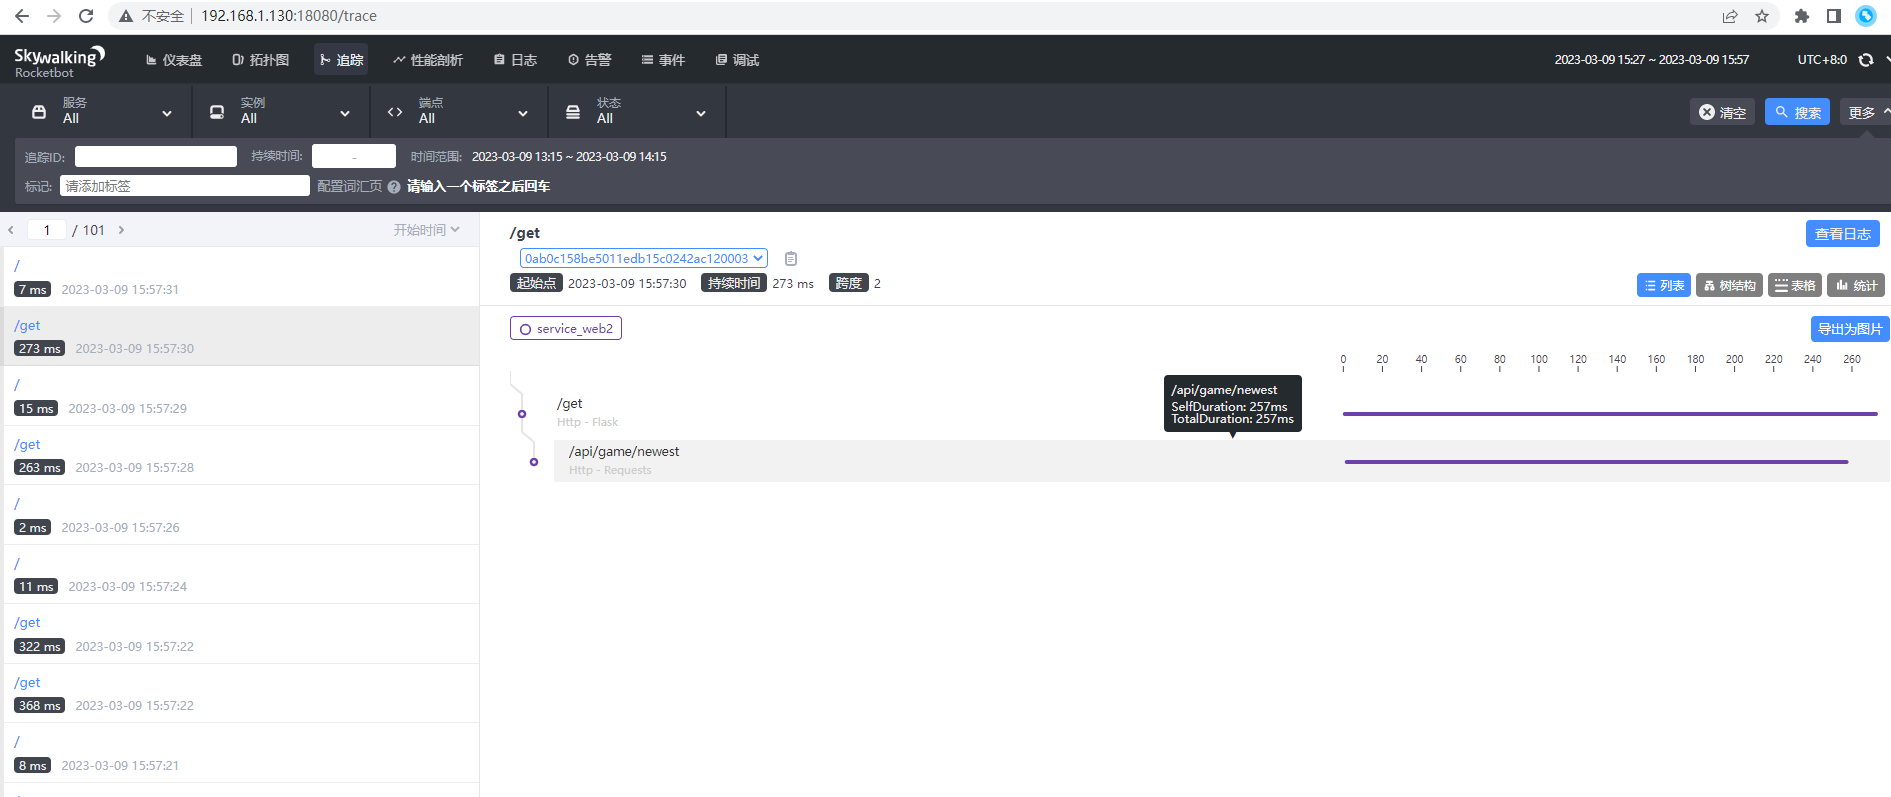 不安全 192.168.1.130:18080/trace
Skywalking
Rocketbot
仪表盘 拓扑图 追踪 性能剖析 日志 告警 事件 调试
2023-03-09 15:27 ~ 2023-03-09 15:57 UTC+8:0
服务 实例 端点 状态
All All All All
清空 搜索 更多
追踪ID: 持续时间: - 时间范围: 2023-03-09 13:15 ~ 2023-03-09 14:15
标记: 请添加标签 配置词汇页 ? 请输入一个标签之后回车
1 / 101 开始时间
/
7 ms 2023-03-09 15:57:31
/get
273 ms 2023-03-09 15:57:30
/
15 ms 2023-03-09 15:57:29
/get
263 ms 2023-03-09 15:57:28
/
2 ms 2023-03-09 15:57:26
/
11 ms 2023-03-09 15:57:24
/get
322 ms 2023-03-09 15:57:22
/get
368 ms 2023-03-09 15:57:22
/
8 ms 2023-03-09 15:57:21
/get
查看日志
0ab0c158be5011edb15c0242ac120003
起始点 2023-03-09 15:57:30 持续时间 273 ms 跨度 2
列表 树结构 表格 统计
service_web2
导出为图片
0 20 40 60 80 100 120 140 160 180 200 220 240 260
/api/game/newest
SelfDuration: 257ms
TotalDuration: 257ms
/get
Http - Flask
/api/game/newest
Http - Requests